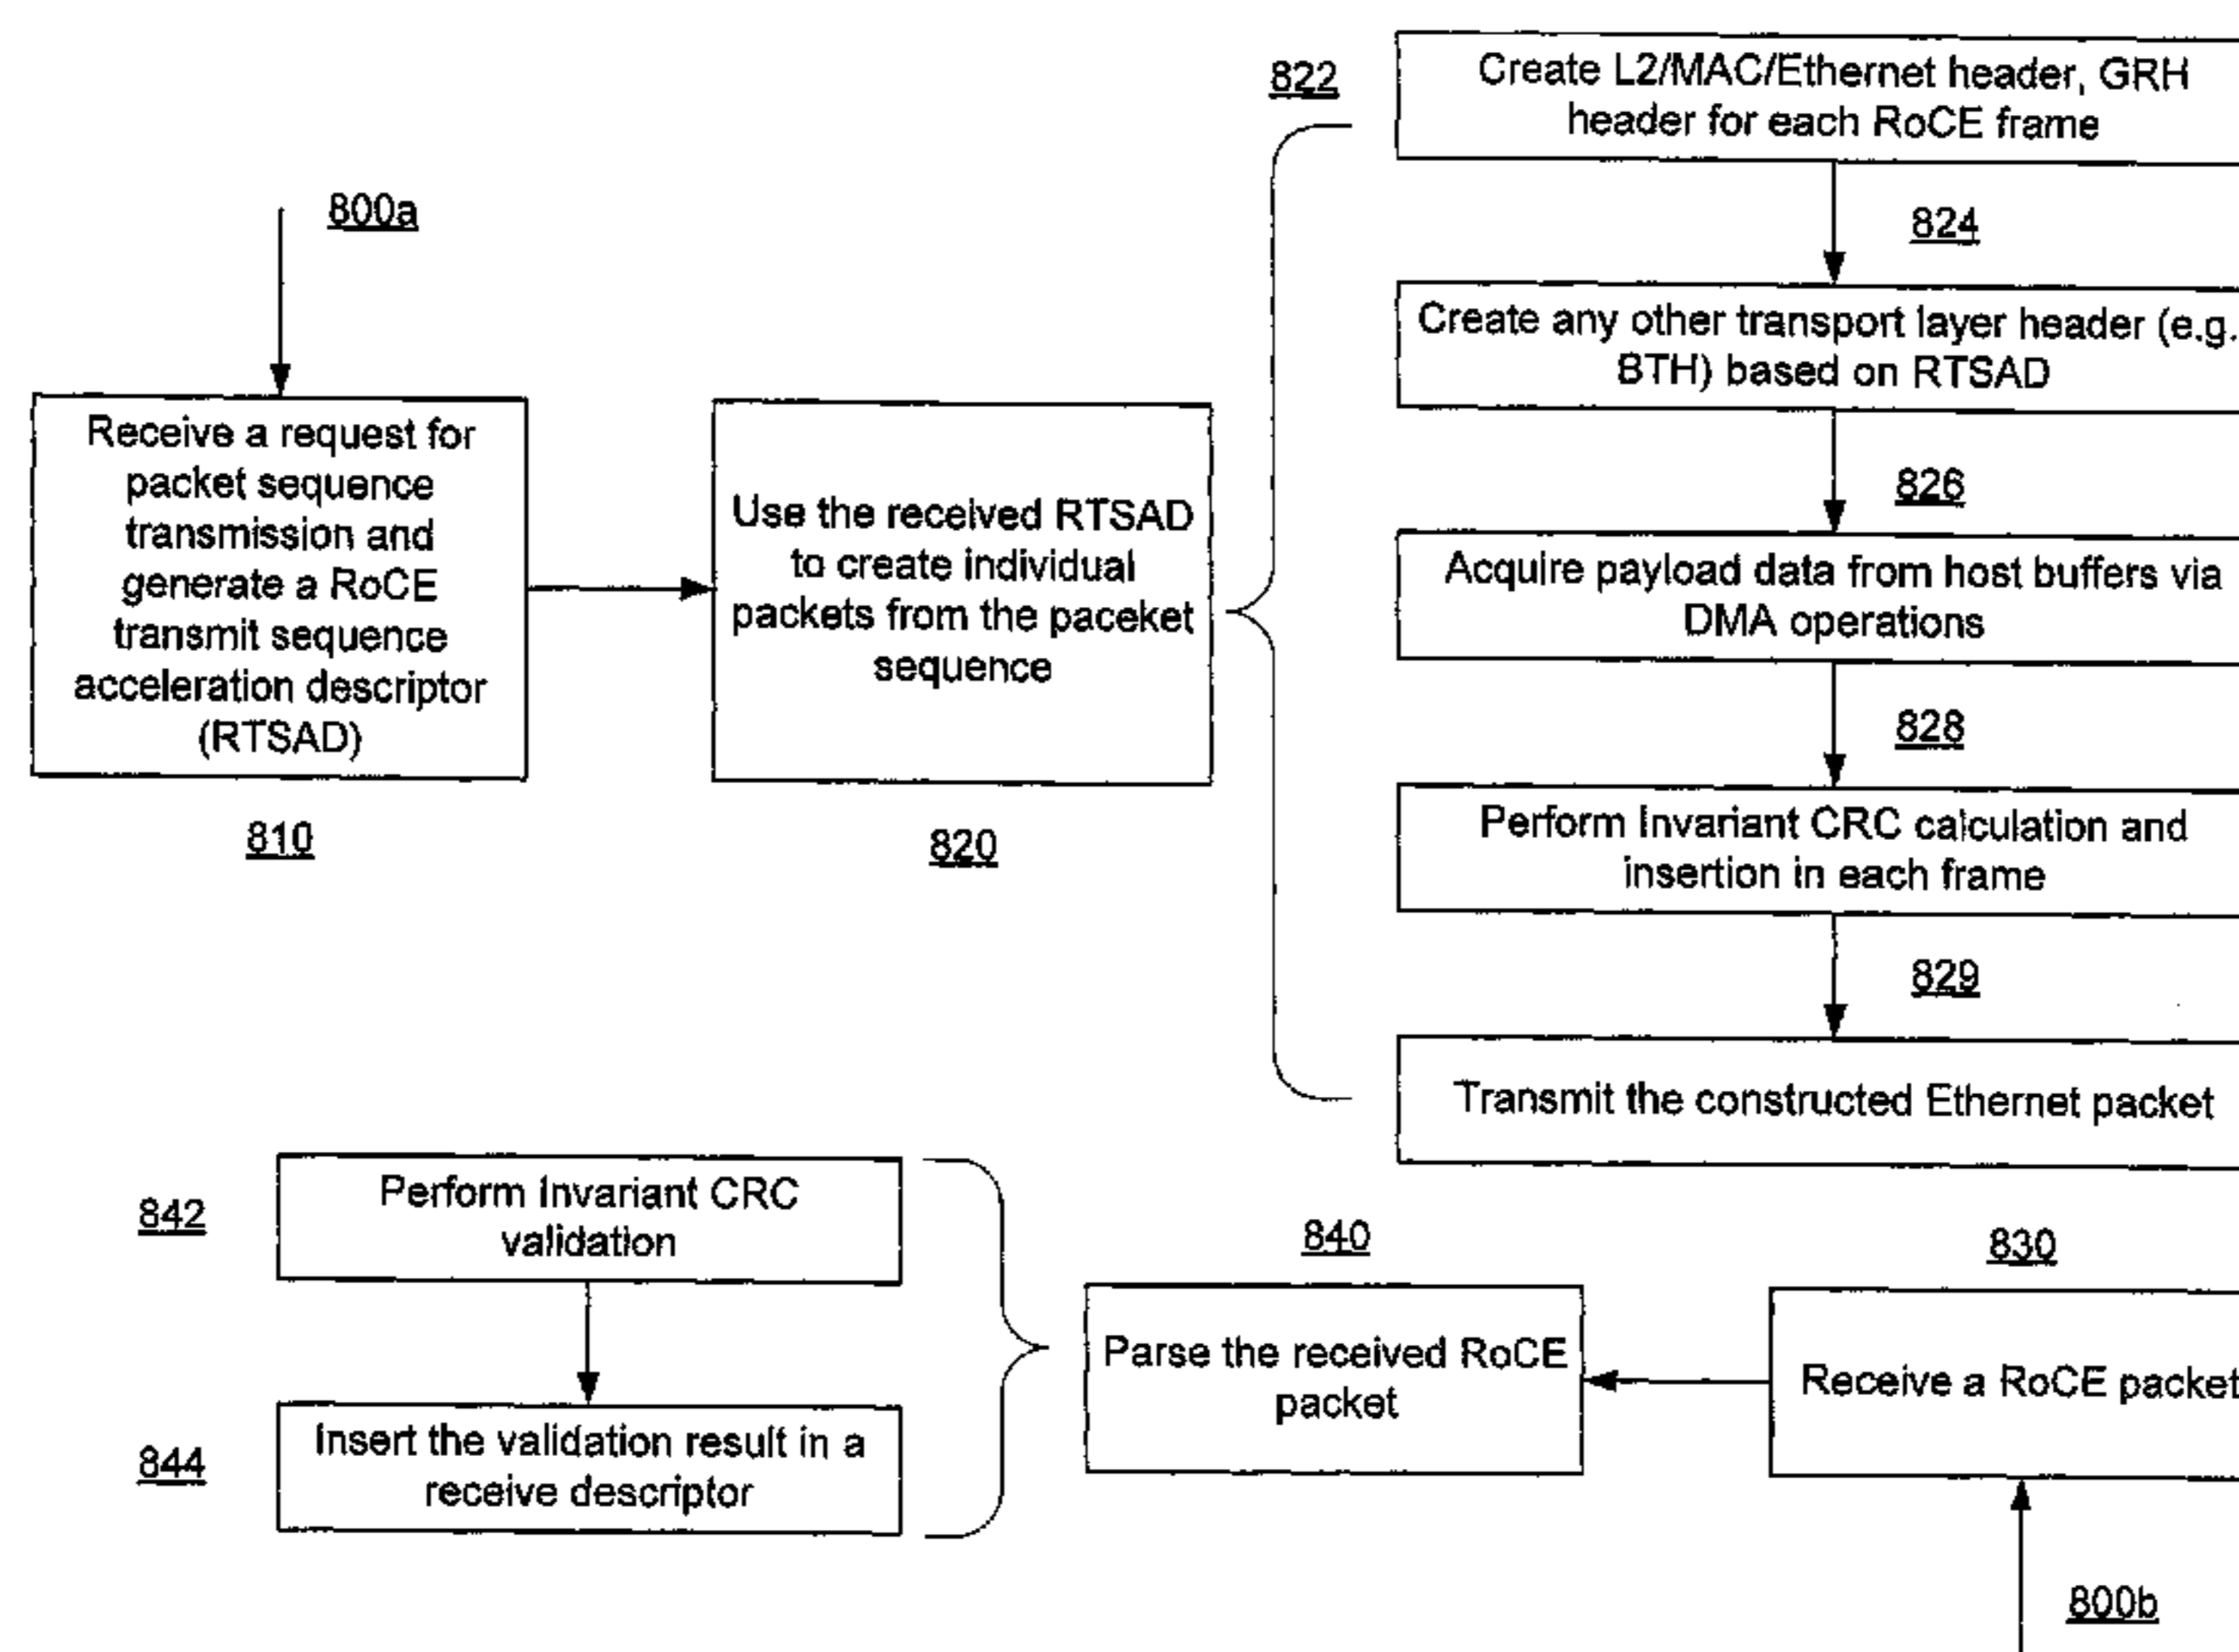 800a
Receive a request for
packet sequence
transmission and
generate a RoCE
transmit sequence
acceleration descriptor
(RTSAD)
810
Use the received RTSAD
to create individual
packets from the paceket
sequence
820
822
Create L2/MAC/Ethernet header, GRH
header for each RoCE frame
824
Create any other transport layer header (e.g.
BTH) based on RTSAD
826
Acquire payload data from host buffers via
DMA operations
828
Perform Invariant CRC calculation and
insertion in each frame
829
Transmit the constructed Ethernet packet
830
Receive a RoCE packet
800b
840
Parse the received RoCE
packet
842
Perform Invariant CRC
validation
844
Insert the validation result in a
receive descriptor